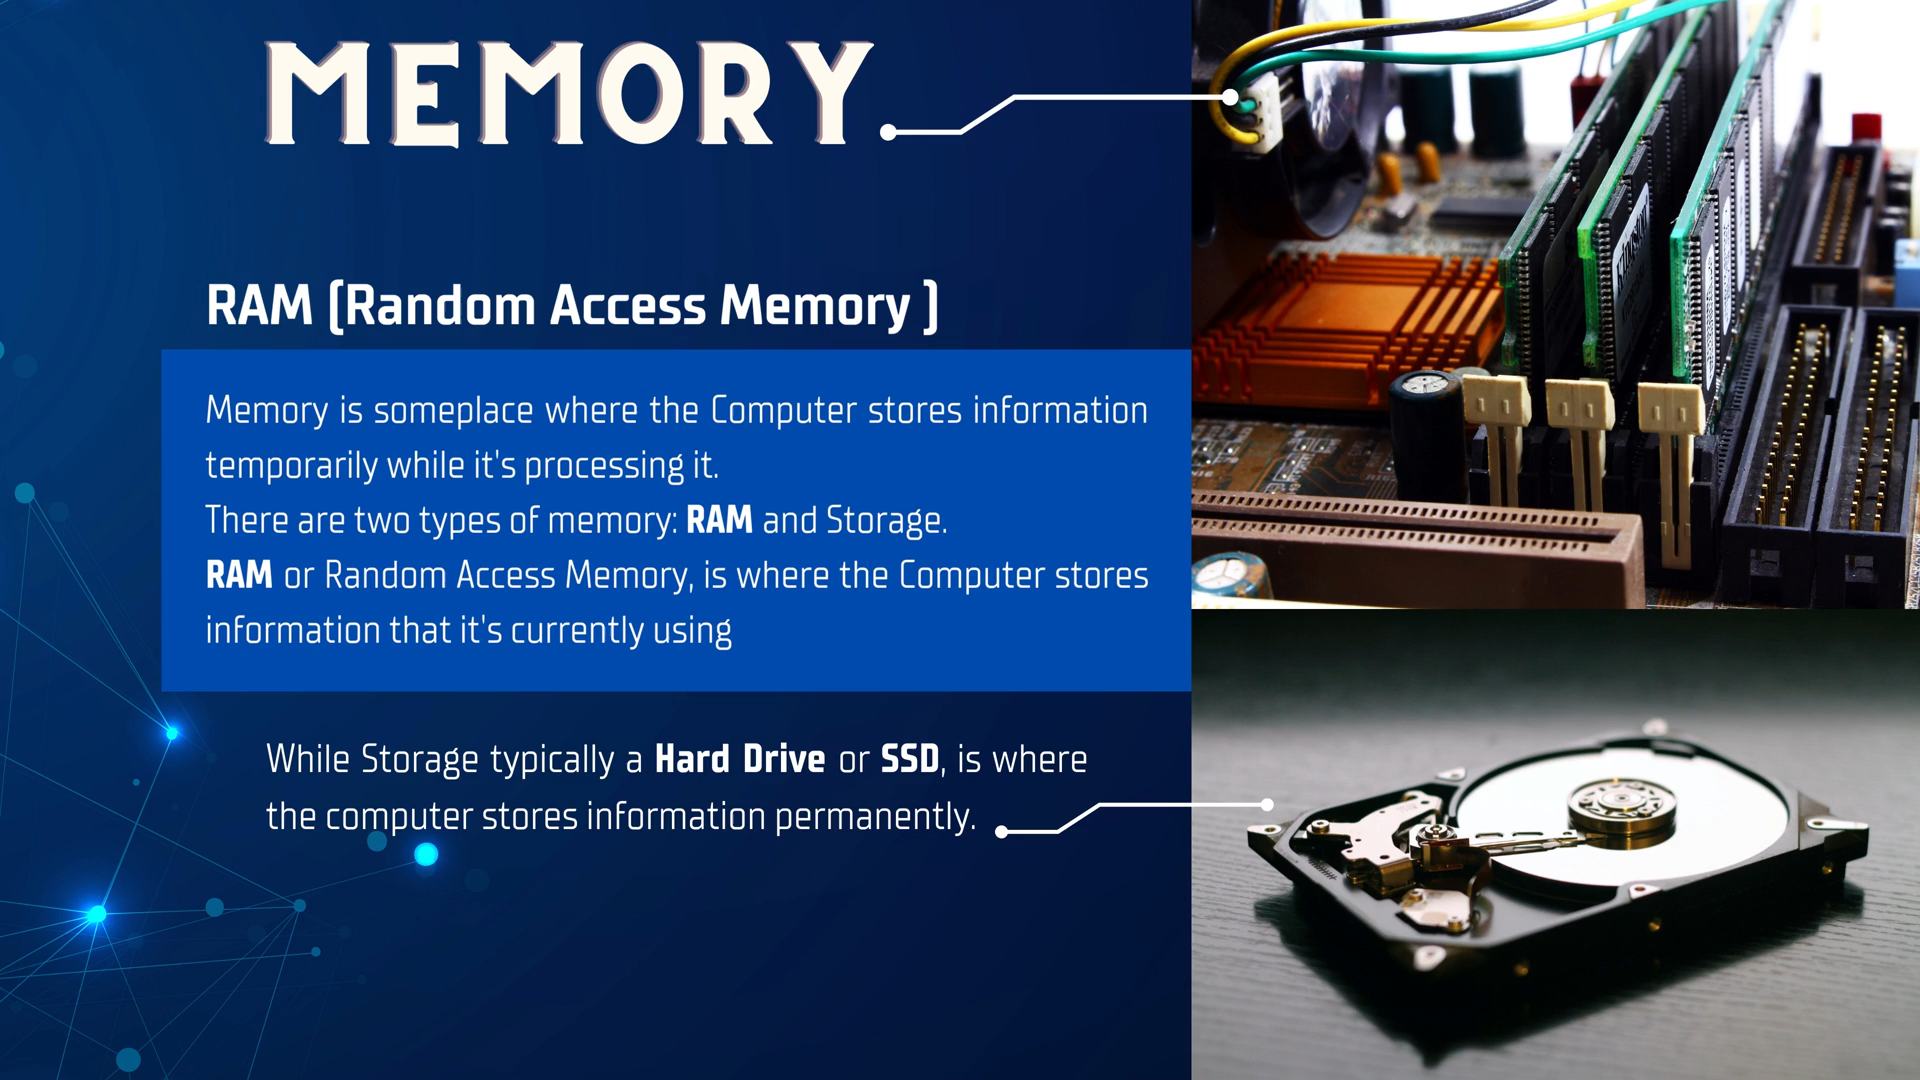 MEMORY
RAM (Random Access Memory )
Memory is someplace where the Computer stores information
temporarily while it's processing it.
There are two types of memory: RAM and Storage.
RAM or Random Access Memory, is where the Computer stores
information that it's currently using
While Storage typically a Hard Drive or SSD, is where
the computer stores information permanently.
KINGSTON